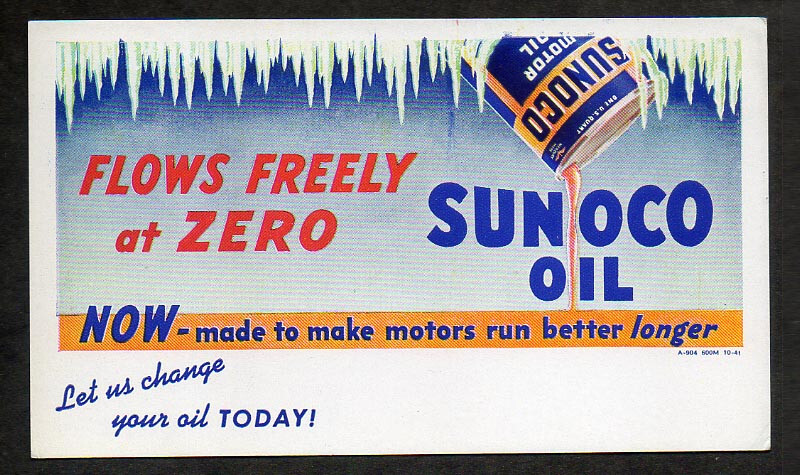 MOTOR OIL
SUNOCO
ONE U.S. QUART
FLOWS FREELY
at ZERO
SUNOCO
OIL
NOW - made to make motors run better longer
A-904 600M 10-41
Let us change
your oil TODAY!